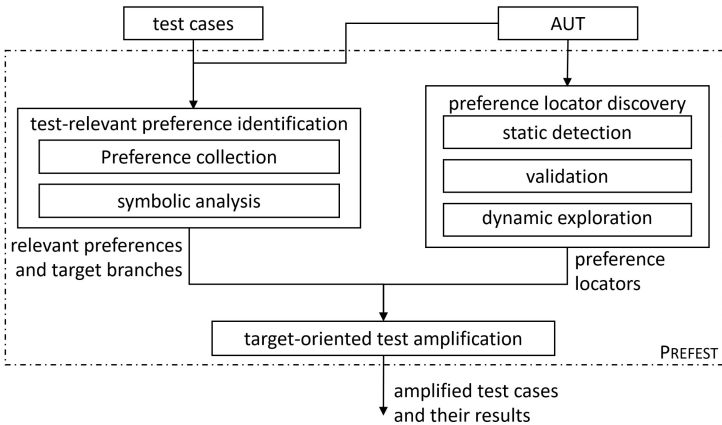 test cases
AUT
test-relevant preference identification
Preference collection
symbolic analysis
preference locator discovery
static detection
validation
dynamic exploration
relevant preferences
and target branches
preference
locators
target-oriented test amplification
PREFEST
amplified test cases
and their results